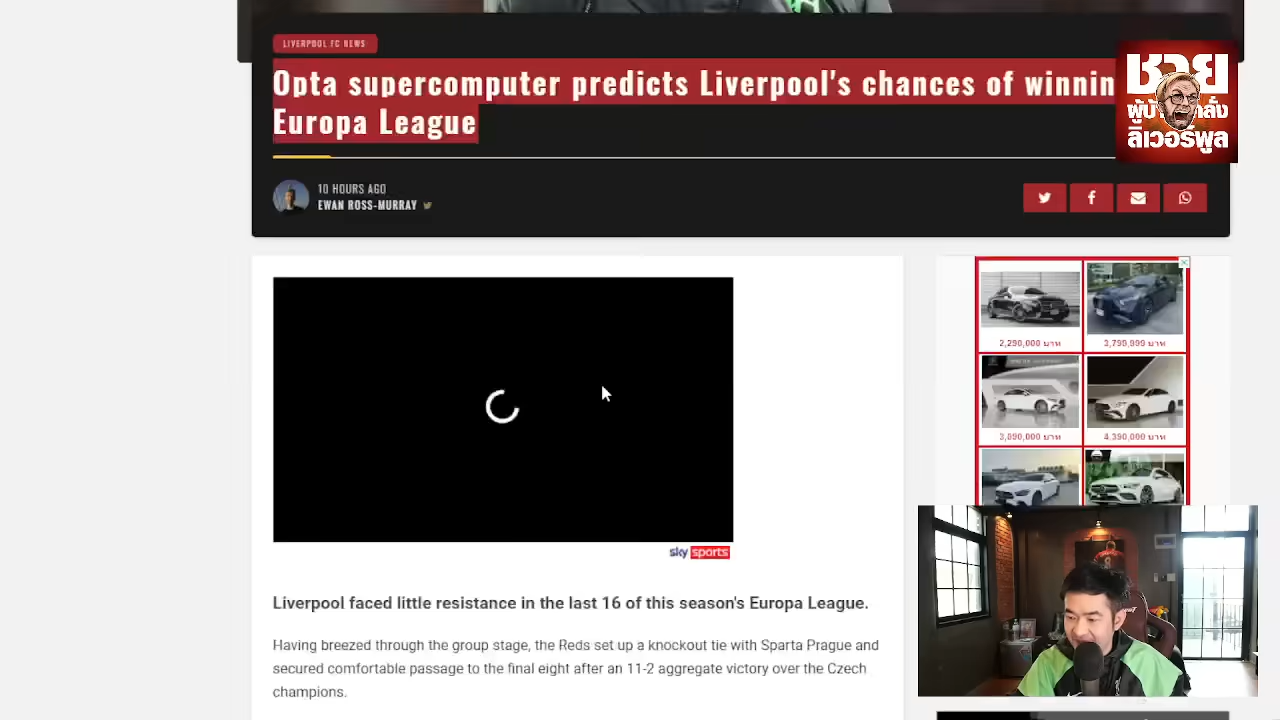 LIVERPOOL FC NEWS
Opta supercomputer predicts Liverpool's chances of winnin
Europa League
ชาย
ลิเวอร์พูล
10 HOURS AGO
EWAN ROSS-MURRAY
2,290,000 บาท
3,799,999 บาท
3,890,000 บาท
4,390,000 บาท
sky sports
Liverpool faced little resistance in the last 16 of this season's Europa League.
Having breezed through the group stage, the Reds set up a knockout tie with Sparta Prague and
secured comfortable passage to the final eight after an 11-2 aggregate victory over the Czech
champions.